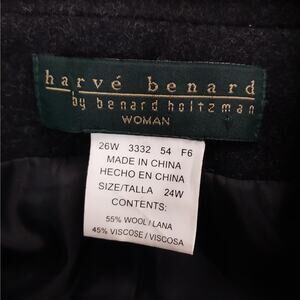 harvé benard
by benard holtzman
WOMAN
26W 3332 54 F6
MADE IN CHINA
HECHO EN CHINA
SIZE/TALLA 24W
CONTENTS:
55% WOOL/LANA
45% VISCOSE/VISCOSA